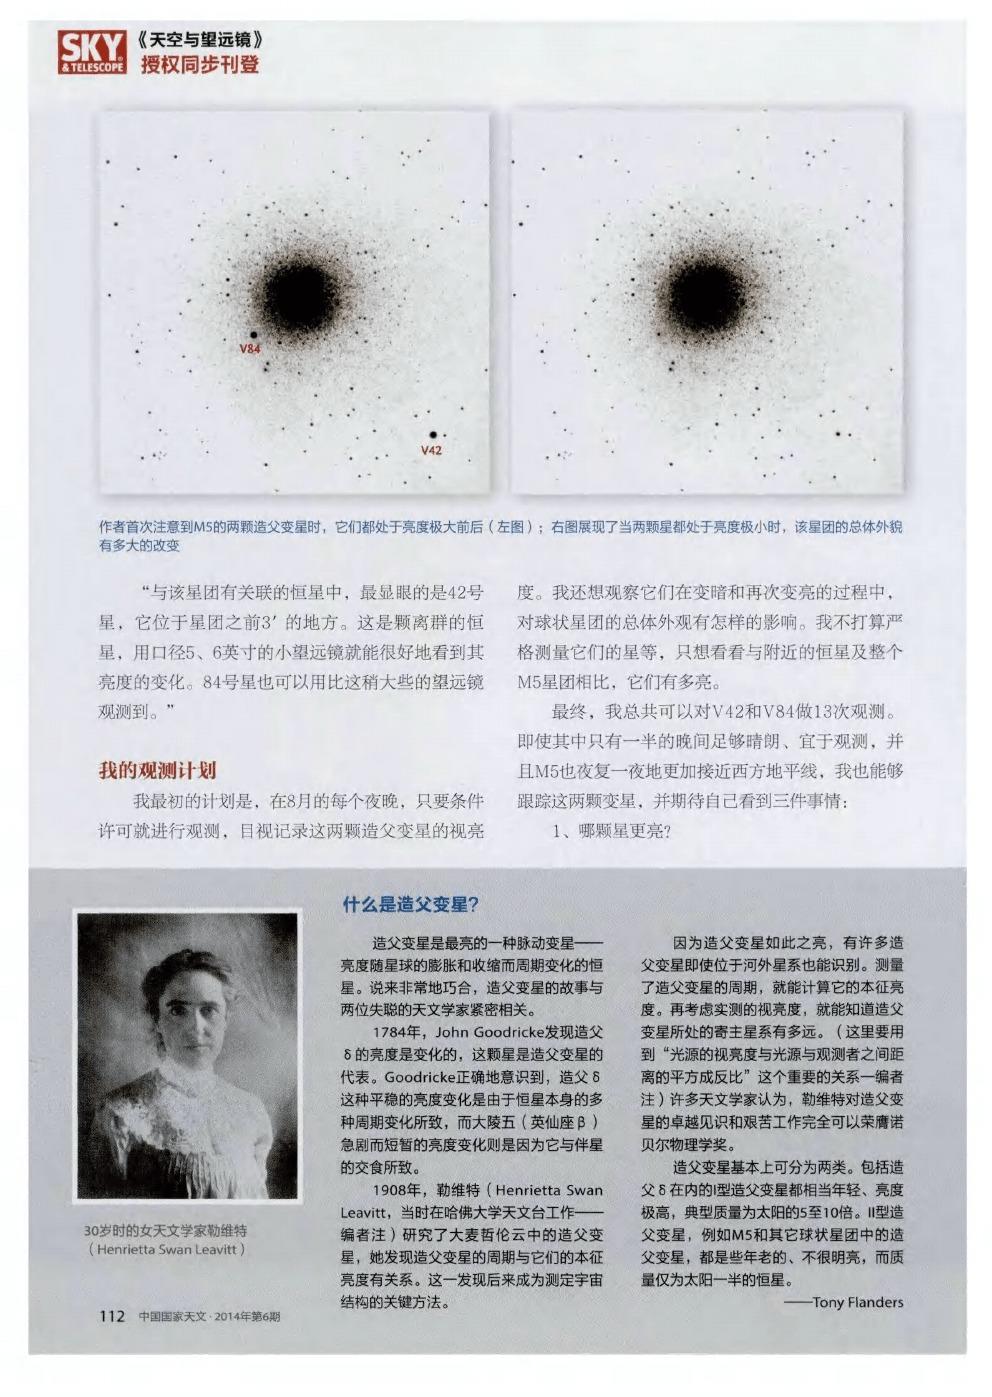 SKY
& TELESCOPE
《天空与望远镜》
授权同步刊登
V84
V42
作者首次注意到M5的两颗造父变星时，它们都处于亮度极大前后（左图）；右图展现了当两颗星都处于亮度极小时，该星团的总体外貌
有多大的改变
“与该星团有关联的恒星中，最显眼的是42号
星，它位于星团之前3′的地方。这是颗离群的恒
星，用口径5、6英寸的小望远镜就能很好地看到其
亮度的变化。84号星也可以用比这稍大些的望远镜
观测到。”
我的观测计划
我最初的计划是，在8月的每个夜晚，只要条件
许可就进行观测，目视记录这两颗造父变星的视亮
度。我还想观察它们在变暗和再次变亮的过程中，
对球状星团的总体外观有怎样的影响。我不打算严
格测量它们的星等，只想看看与附近的恒星及整个
M5星团相比，它们有多亮。
最终，我总共可以对V42和V84做13次观测。
即使其中只有一半的晚间足够晴朗、宜于观测，并
且M5也夜复一夜地更加接近西方地平线，我也能够
跟踪这两颗变星，并期待自己看到三件事情：
1、哪颗星更亮？
什么是造父变星？
造父变星是最亮的一种脉动变星——
亮度随星球的膨胀和收缩而周期变化的恒
星。说来非常地巧合，造父变星的故事与
两位失聪的天文学家紧密相关。
1784年，John Goodricke发现造父
δ的亮度是变化的，这颗星是造父变星的
代表。Goodricke正确地意识到，造父δ
这种平稳的亮度变化是由于恒星本身的多
种周期变化所致，而大陵五（英仙座β）
急剧而短暂的亮度变化则是因为它与伴星
的交食所致。
1908年，勒维特（Henrietta Swan
Leavitt，当时在哈佛大学天文台工作——
编者注）研究了大麦哲伦云中的造父变
星，她发现造父变星的周期与它们的本征
亮度有关系。这一发现后来成为测定宇宙
结构的关键方法。
因为造父变星如此之亮，有许多造
父变星即使位于河外星系也能识别。测量
了造父变星的周期，就能计算它的本征亮
度。再考虑实测的视亮度，就能知道造父
变星所处的寄主星系有多远。（这里要用
到“光源的视亮度与光源与观测者之间距
离的平方成反比”这个重要的关系—编者
注）许多天文学家认为，勒维特对造父变
星的卓越见识和艰苦工作完全可以荣膺诺
贝尔物理学奖。
造父变星基本上可分为两类。包括造
父δ在内的I型造父变星都相当年轻、亮度
极高，典型质量为太阳的5至10倍。II型造
父变星，例如M5和其它球状星团中的造
父变星，都是些年老的、不很明亮，而质
量仅为太阳一半的恒星。
——Tony Flanders
30岁时的女天文学家勒维特
（Henrietta Swan Leavitt）
112 中国国家天文·2014年第6期